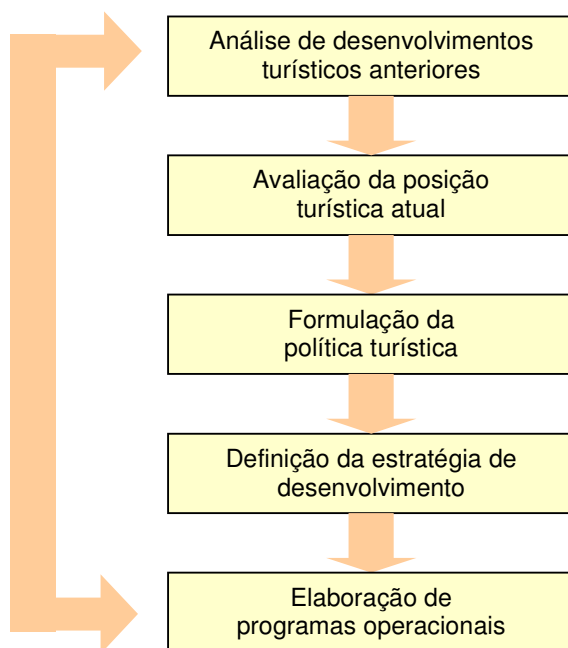 Análise de desenvolvimentos
turísticos anteriores
Avaliação da posição
turística atual
Formulação da
política turística
Definição da estratégia de
desenvolvimento
Elaboração de
programas operacionais